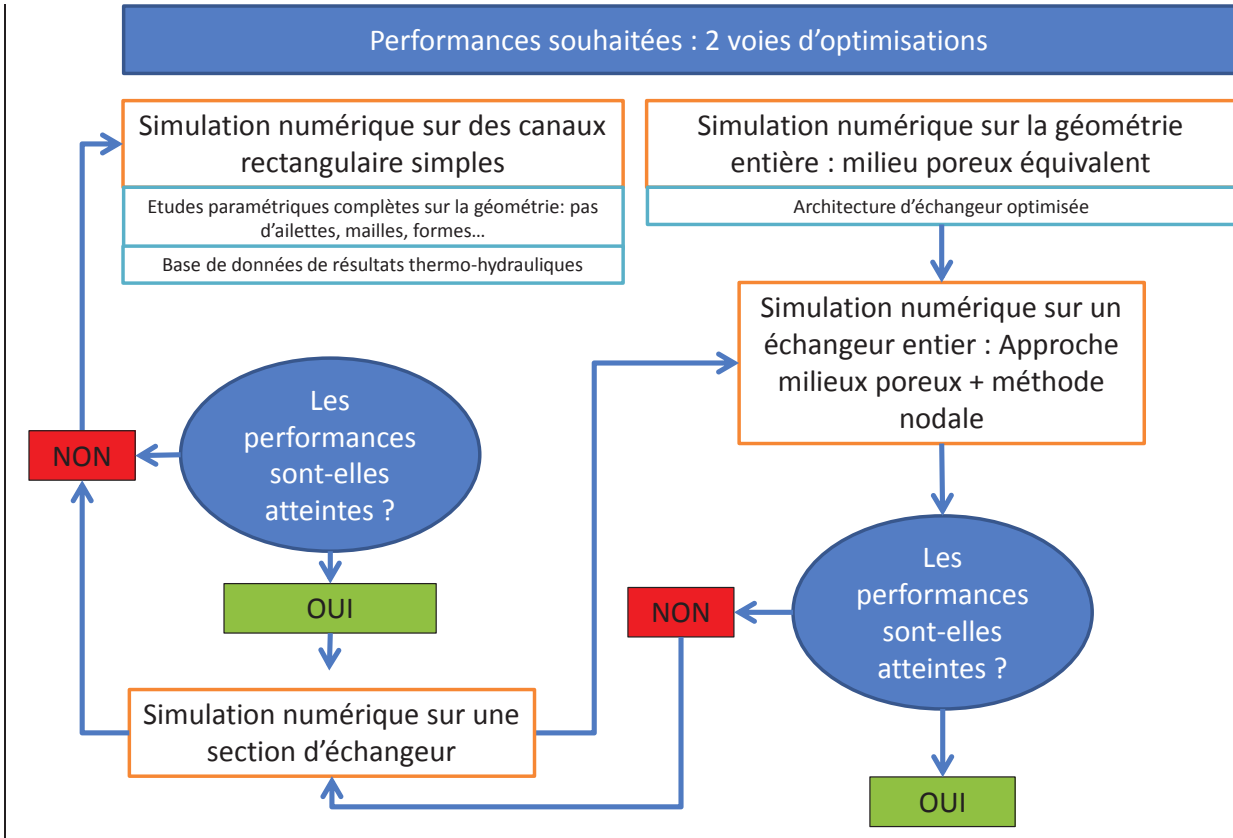 Performances souhaitées : 2 voies d'optimisations
Simulation numérique sur des canaux
rectangulaire simples
Etudes paramétriques complètes sur la géométrie: pas
d'ailettes, mailles, formes…
Base de données de résultats thermo-hydrauliques
Simulation numérique sur la géométrie
entière : milieu poreux équivalent
Architecture d'échangeur optimisée
Simulation numérique sur un
échangeur entier : Approche
milieux poreux + méthode
nodale
Les
performances
sont-elles
atteintes ?
NON
OUI
Simulation numérique sur une
section d'échangeur
Les
performances
sont-elles
atteintes ?
NON
OUI